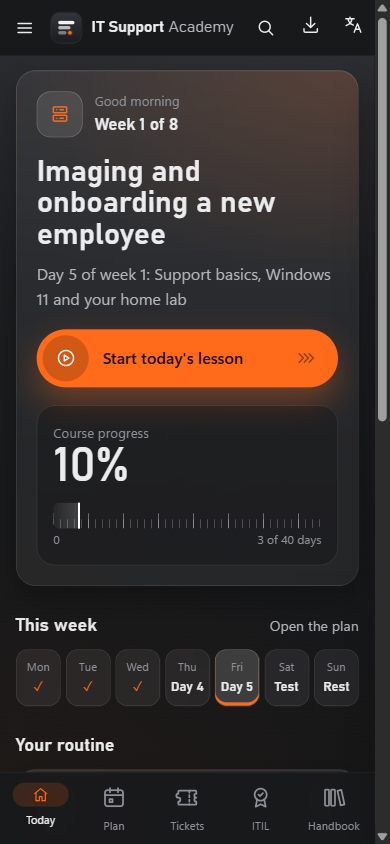 IT Support Academy
Good morning
Week 1 of 8
Imaging and
onboarding a new
employee
Day 5 of week 1: Support basics, Windows
11 and your home lab
Start today's lesson
Course progress
10%
0 3 of 40 days
This week Open the plan
Mon Tue Wed Thu Fri Sat Sun
✓ ✓ ✓ Day 4 Day 5 Test Rest
Your routine
Today Plan Tickets ITIL Handbook